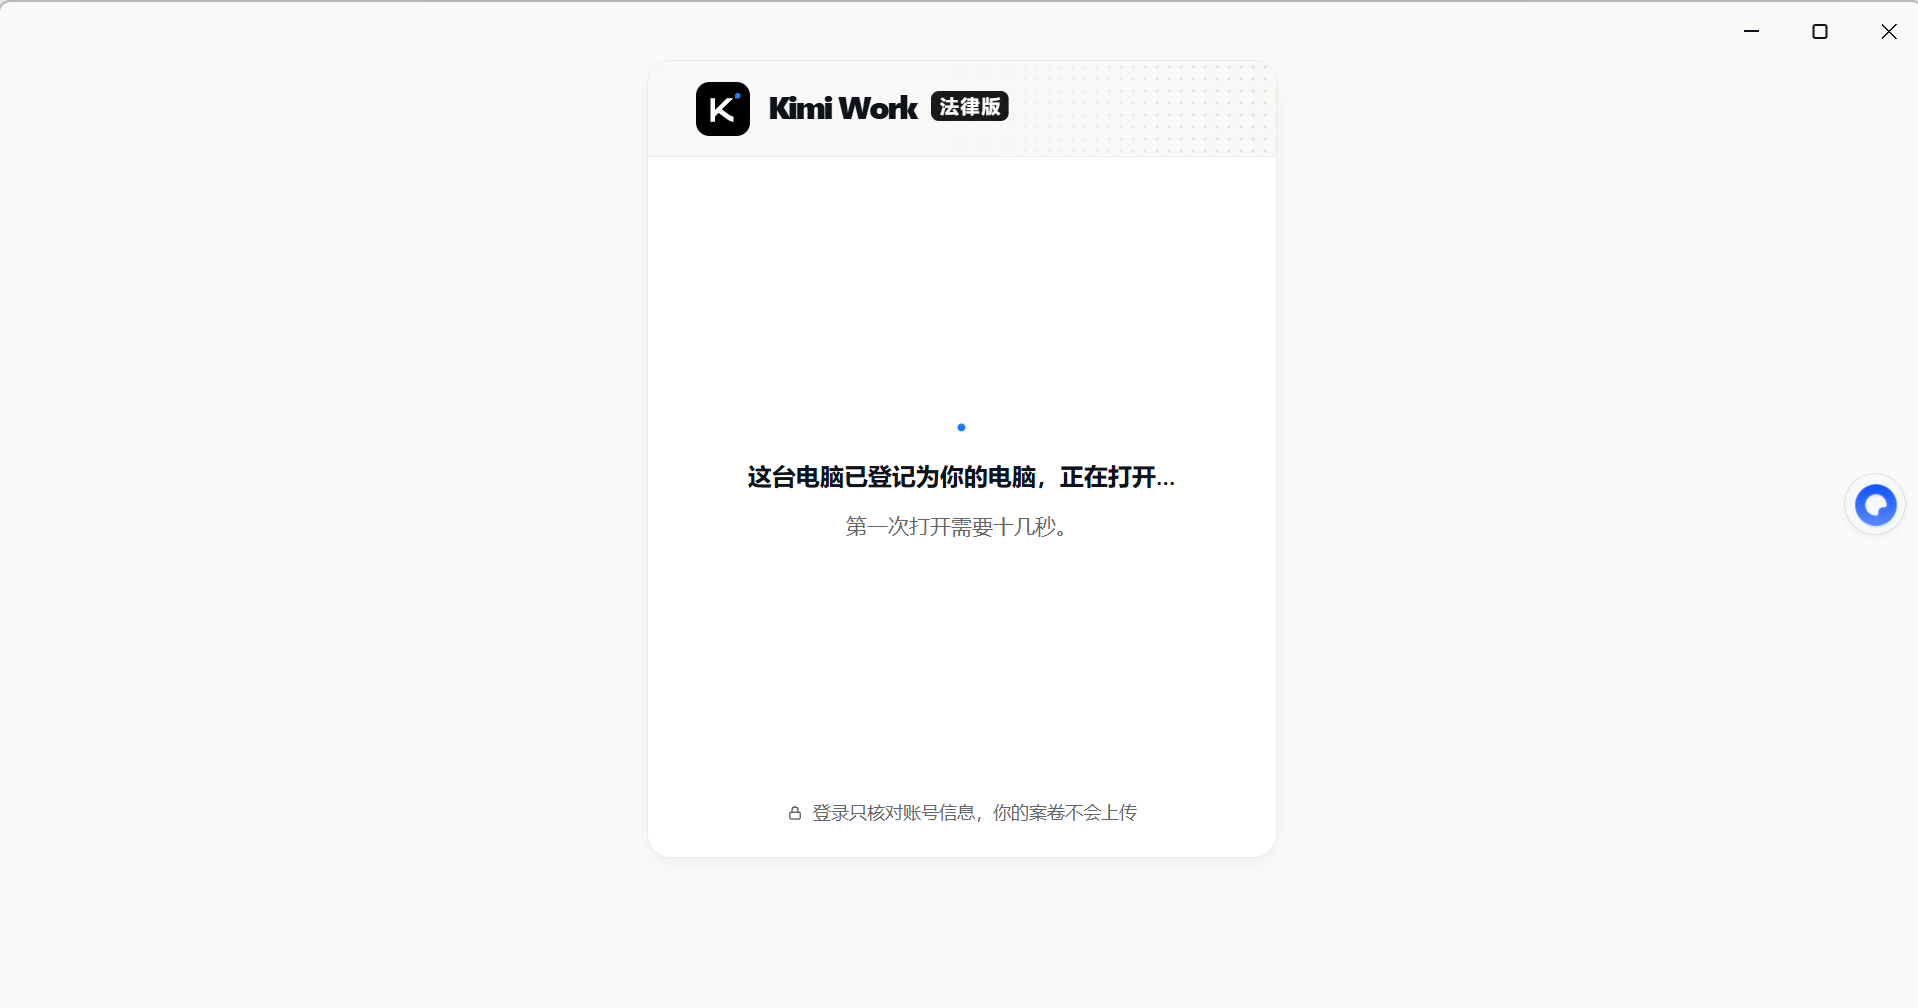 Kimi Work 法律版
这台电脑已登记为你的电脑，正在打开...
第一次打开需要十几秒。
登录只核对账号信息，你的案卷不会上传